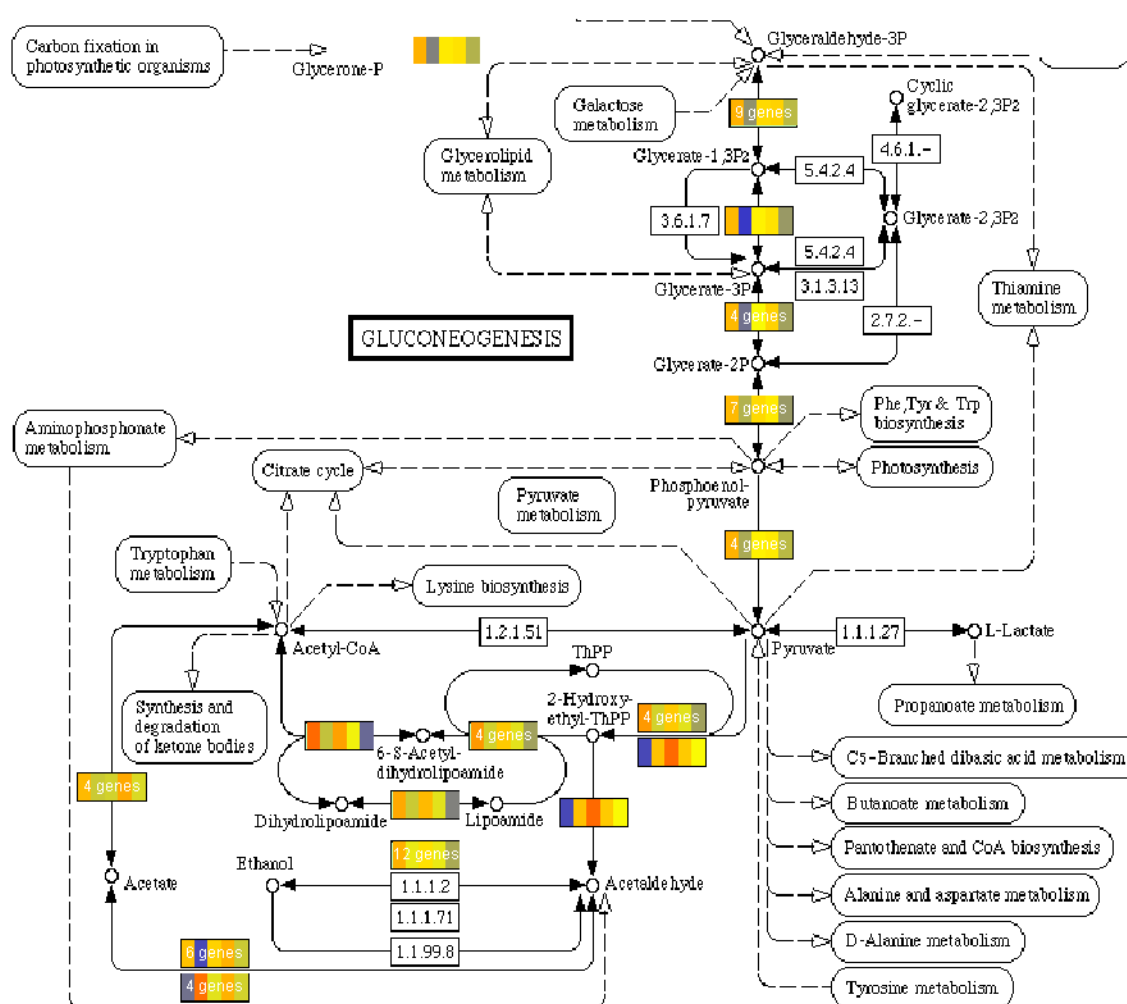 Carbon fixation in
photosynthetic organisms
Glycerone-P
Glyceraldehyde-3P
Galactose
metabolism
9 genes
Cyclic
glycerate-2,3P2
4.6.1.-
Glycerolipid
metabolism
Glycerate-1,3P2
5.4.2.4
3.6.1.7
Glycerate-2,3P2
5.4.2.4
3.1.3.13
Glycerate-3P
Thiamine
metabolism
4 genes
2.7.2.-
GLUCONEOGENESIS
Glycerate-2P
7 genes
Phe,Tyr & Trp
biosynthesis
Aminophosphonate
metabolism
Citrate cycle
Photosynthesis
Phosphoenol-
pyruvate
Pyruvate
metabolism
4 genes
Tryptophan
metabolism
Lysine biosynthesis
1.2.1.51
1.1.1.27
L-Lactate
Acetyl-CoA
Pyruvate
ThPP
Synthesis and
degradation
of ketone bodies
2-Hydroxy-
ethyl-ThPP
4 genes
4 genes
Propanoate metabolism
6-S-Acetyl-
dihydrolipoamide
C5-Branched dibasic acid metabolism
4 genes
Dihydrolipoamide
Lipoamide
Butanoate metabolism
Pantothenate and CoA biosynthesis
12 genes
Ethanol
1.1.1.2
Acetate
Acetaldehyde
Alanine and aspartate metabolism
1.1.1.71
1.1.99.8
D-Alanine metabolism
6 genes
4 genes
Tyrosine metabolism